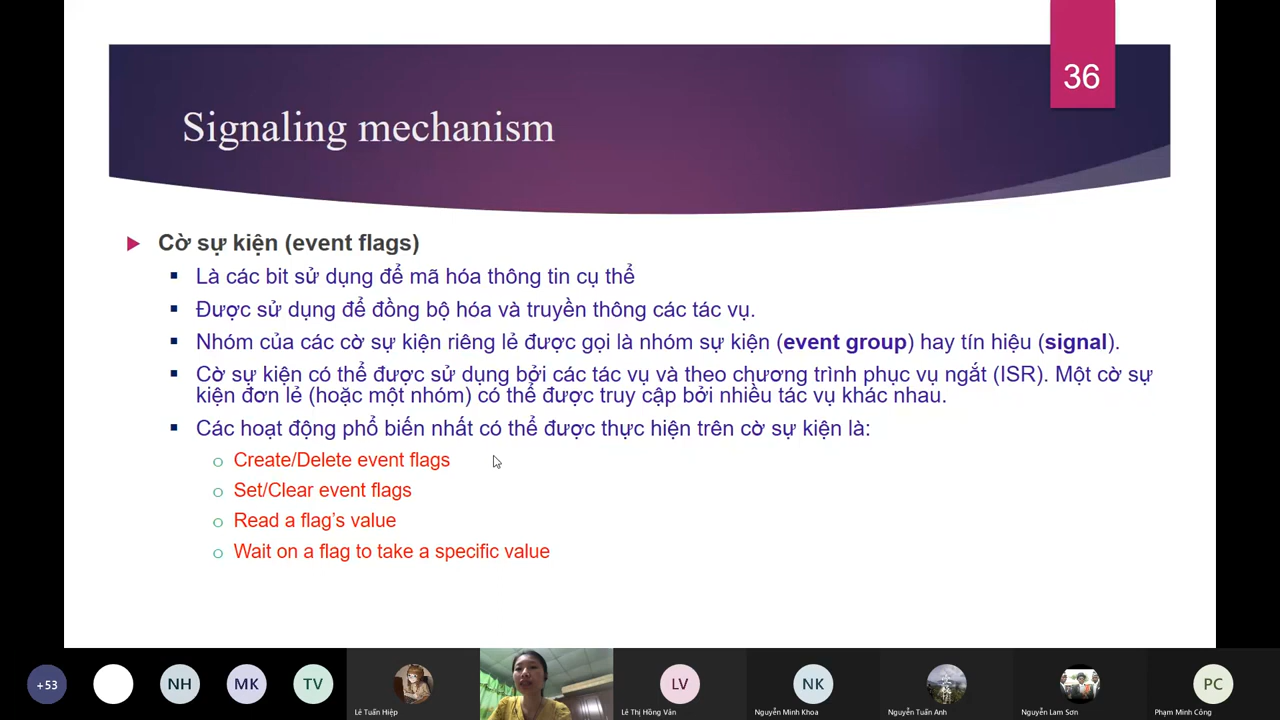 36
Signaling mechanism
Cờ sự kiện (event flags)
Là các bit sử dụng để mã hóa thông tin cụ thể
Được sử dụng để đồng bộ hóa và truyền thông các tác vụ.
Nhóm của các cờ sự kiện riêng lẻ được gọi là nhóm sự kiện (event group) hay tín hiệu (signal).
Cờ sự kiện có thể được sử dụng bởi các tác vụ và theo chương trình phục vụ ngắt (ISR). Một cờ sự
kiện đơn lẻ (hoặc một nhóm) có thể được truy cập bởi nhiều tác vụ khác nhau.
Các hoạt động phổ biến nhất có thể được thực hiện trên cờ sự kiện là:
Create/Delete event flags
Set/Clear event flags
Read a flag’s value
Wait on a flag to take a specific value
+53
NH
MK
TV
Lê Tuấn Hiệp
LV
Lê Thị Hồng Vân
NK
Nguyễn Minh Khoa
Nguyễn Tuấn Anh
Nguyễn Lam Sơn
PC
Phạm Minh Công